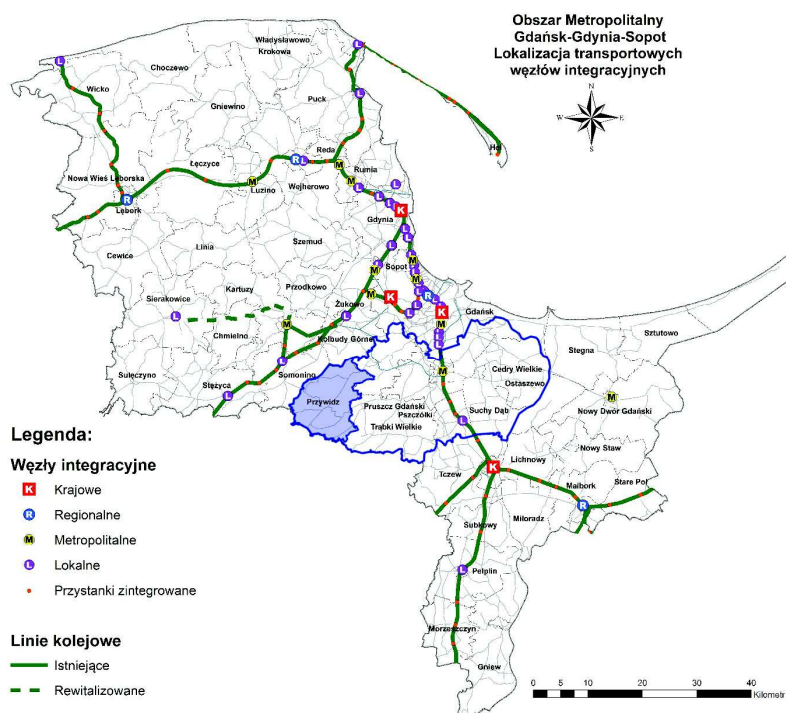 Obszar Metropolitalny
Gdańsk-Gdynia-Sopot
Lokalizacja transportowych
węzłów integracyjnych
N
W E
S
Władysławowo
Krokowa
Choczewo
Wicko
Gniewino
Puck
Hel
Reda
Łęczyce
Rumia
Nowa Wieś Lęborska
Luzino
Wejherowo
Lębork
Gdynia
Cewice
Linia
Szemud
Sopot
Kartuzy
Przodkowo
Sierakowice
Żukowo
Gdańsk
Chmielno
Kolbudy Górne
Stegna
Sztutowo
Sulęczyno
Somonino
Cedry Wielkie
Stężyca
Ostaszewo
Przywidz
Pruszcz Gdański
Pszczółki
Suchy Dąb
Nowy Dwór Gdański
Trąbki Wielkie
Nowy Staw
Lichnowy
Tczew
Malbork
Stare Pol
Subkowy
Miłoradz
Pelplin
Morzeszczyn
Gniew
Legenda:
Węzły integracyjne
K Krajowe
R Regionalne
M Metropolitalne
L Lokalne
Przystanki zintegrowane
Linie kolejowe
Istniejące
Rewitalizowane
0 5 10 20 30 40
Kilometr